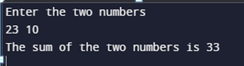 Enter the two numbers
23 10
The sum of the two numbers is 33